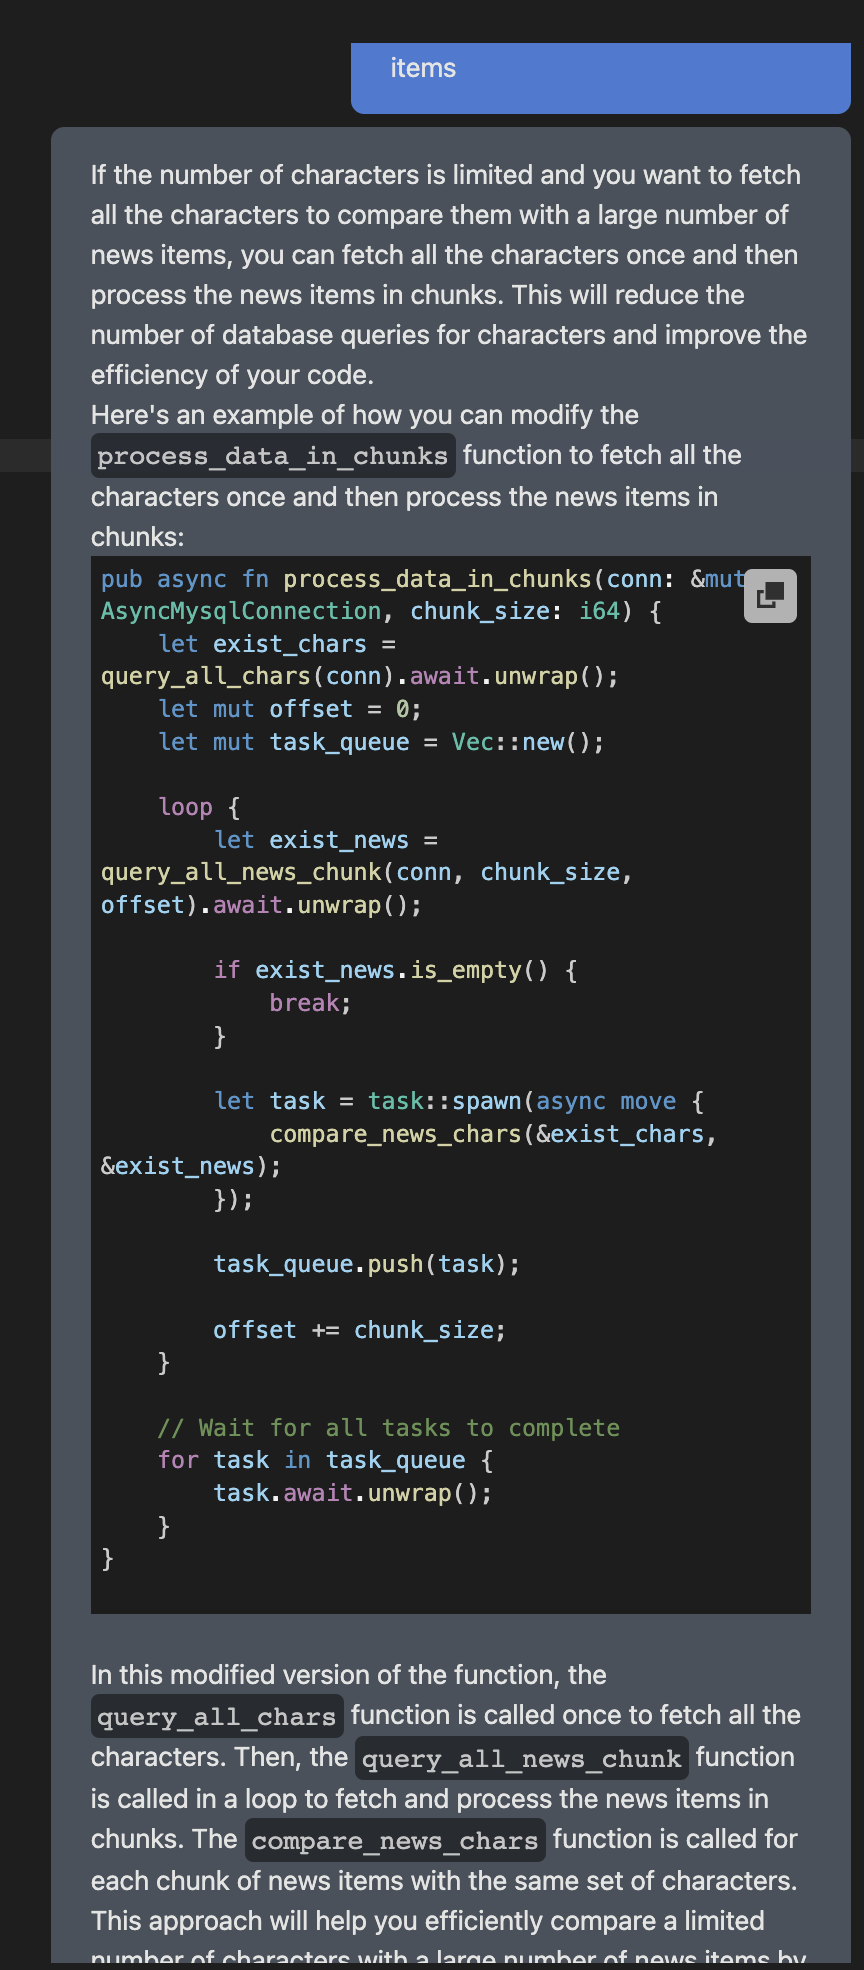 items
If the number of characters is limited and you want to fetch
all the characters to compare them with a large number of
news items, you can fetch all the characters once and then
process the news items in chunks. This will reduce the
number of database queries for characters and improve the
efficiency of your code.
Here's an example of how you can modify the
process_data_in_chunks function to fetch all the
characters once and then process the news items in
chunks:
pub async fn process_data_in_chunks(conn: &mut
AsyncMysqlConnection, chunk_size: i64) {
    let exist_chars =
query_all_chars(conn).await.unwrap();
    let mut offset = 0;
    let mut task_queue = Vec::new();
    loop {
        let exist_news =
query_all_news_chunk(conn, chunk_size,
offset).await.unwrap();
        if exist_news.is_empty() {
            break;
        }
        let task = task::spawn(async move {
            compare_news_chars(&exist_chars,
&exist_news);
        });
        task_queue.push(task);
        offset += chunk_size;
    }
    // Wait for all tasks to complete
    for task in task_queue {
        task.await.unwrap();
    }
}
In this modified version of the function, the
query_all_chars function is called once to fetch all the
characters. Then, the query_all_news_chunk function
is called in a loop to fetch and process the news items in
chunks. The compare_news_chars function is called for
each chunk of news items with the same set of characters.
This approach will help you efficiently compare a limited
number of characters with a large number of news items by